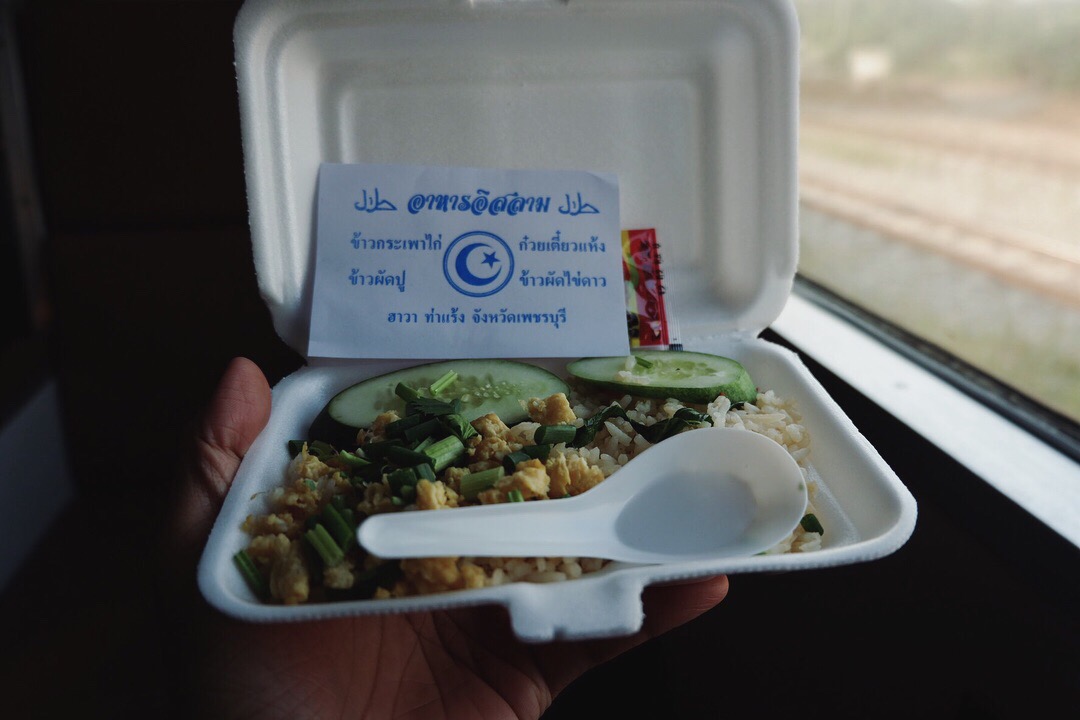 حلال อาหารอิสลาม حلال
ข้าวกระเพาไก่ ก๋วยเตี๋ยวแห้ง
ข้าวผัดปู ข้าวผัดไข่ดาว
ฮาวา ท่าแร้ง จังหวัดเพชรบุรี